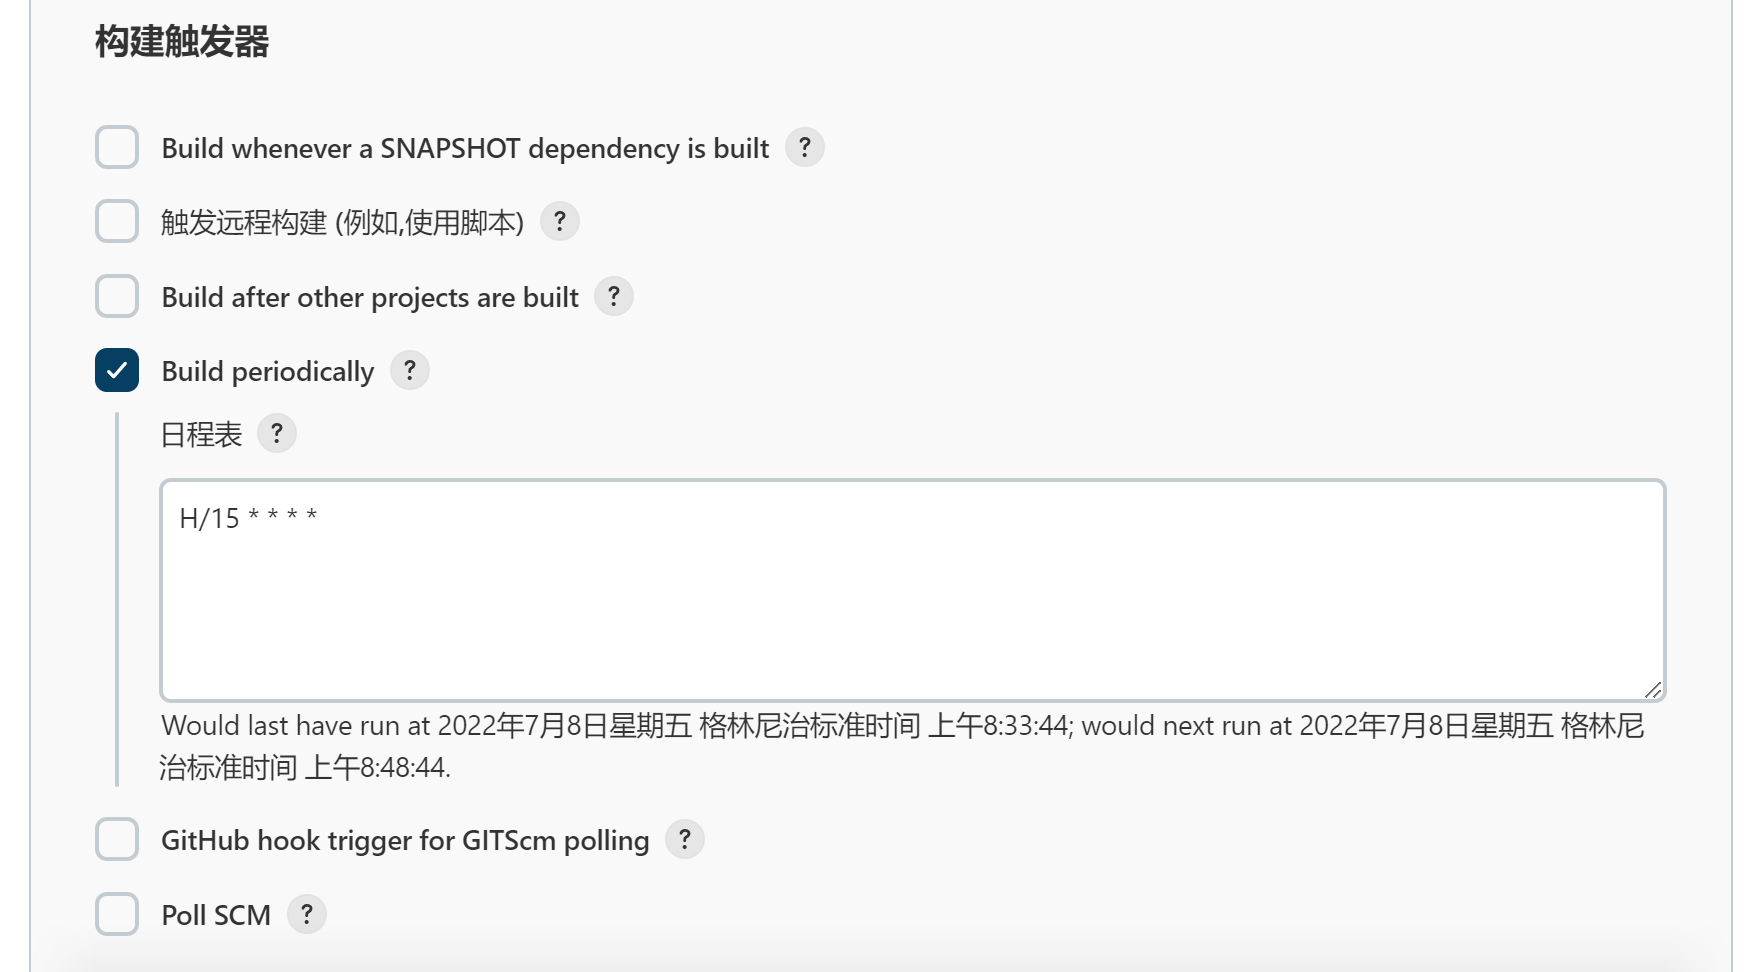 构建触发器
Build whenever a SNAPSHOT dependency is built ?
触发远程构建 (例如,使用脚本) ?
Build after other projects are built ?
Build periodically ?
日程表 ?
H/15 * * * *
Would last have run at 2022年7月8日星期五 格林尼治标准时间 上午8:33:44; would next run at 2022年7月8日星期五 格林尼
治标准时间 上午8:48:44.
GitHub hook trigger for GITScm polling ?
Poll SCM ?